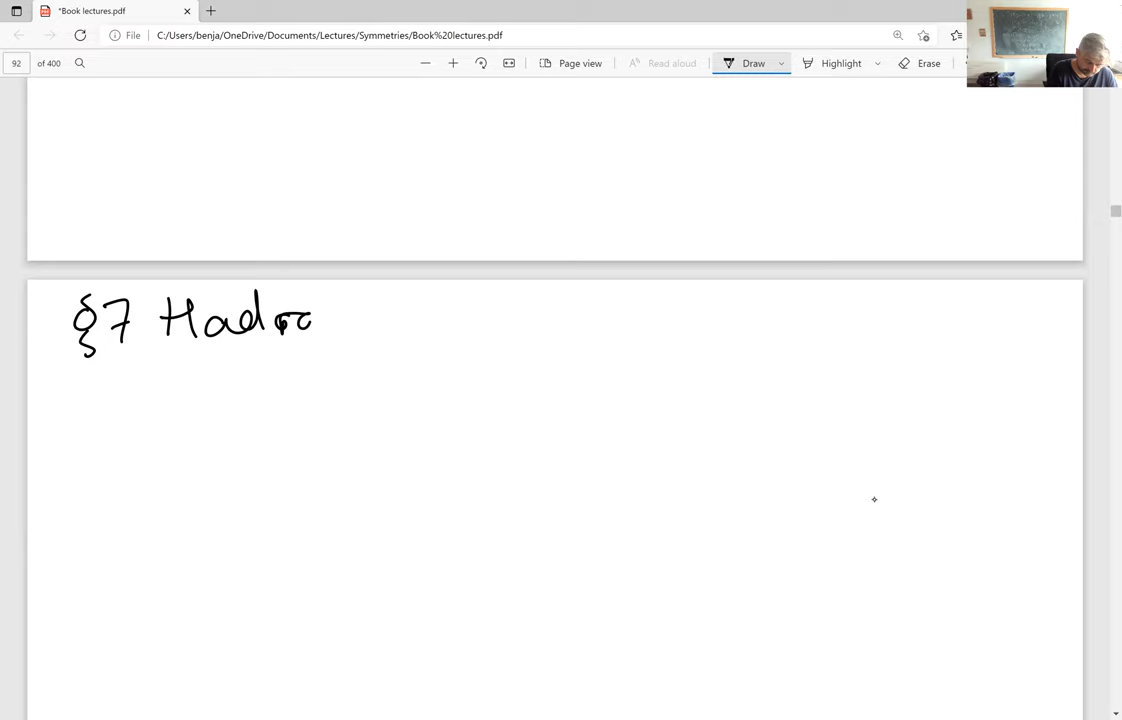 *Book lectures.pdf
File C:/Users/benja/OneDrive/Documents/Lectures/Symmetries/Book%20lectures.pdf
92 of 400 Page view Read aloud Draw Highlight Erase
§7 Hadro